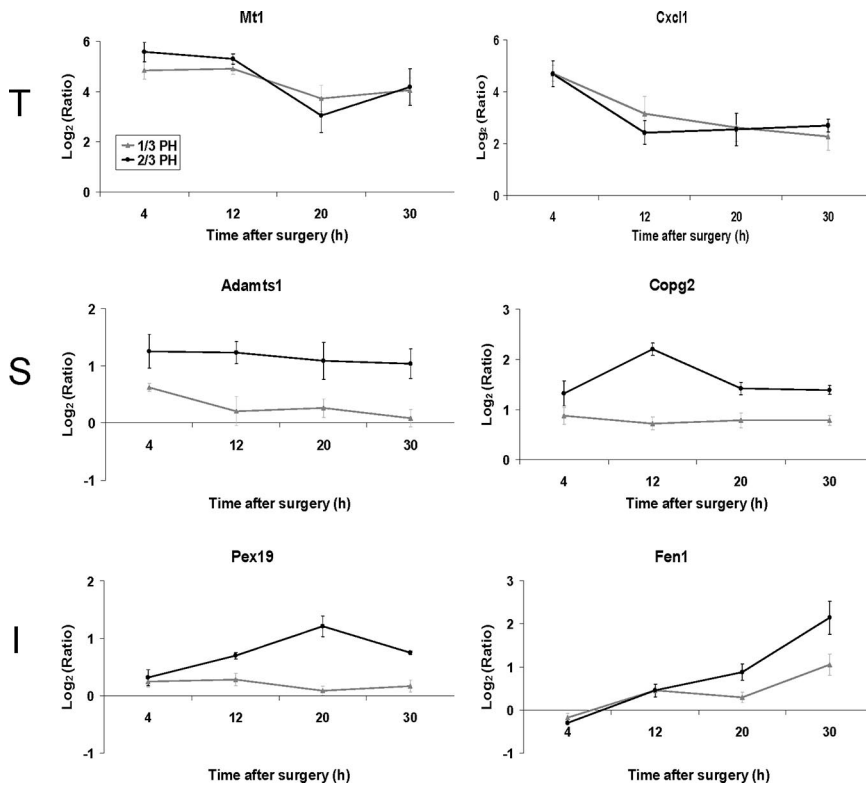 T
Mt1
Log₂ (Ratio)
6
4
2
0
1/3 PH
2/3 PH
4 12 20 30
Time after surgery (h)
Cxcl1
Log₂ (Ratio)
6
4
2
0
4 12 20 30
Time after surgery (h)
S
Adamts1
Log₂ (Ratio)
2
1
0
-1
4 12 20 30
Time after surgery (h)
Copg2
Log₂ (Ratio)
3
2
1
0
4 12 20 30
Time after surgery (h)
I
Pex19
Log₂ (Ratio)
2
1
0
-1
4 12 20 30
Time after surgery (h)
Fen1
Log₂ (Ratio)
3
2
1
0
-1
4 12 20 30
Time after surgery (h)